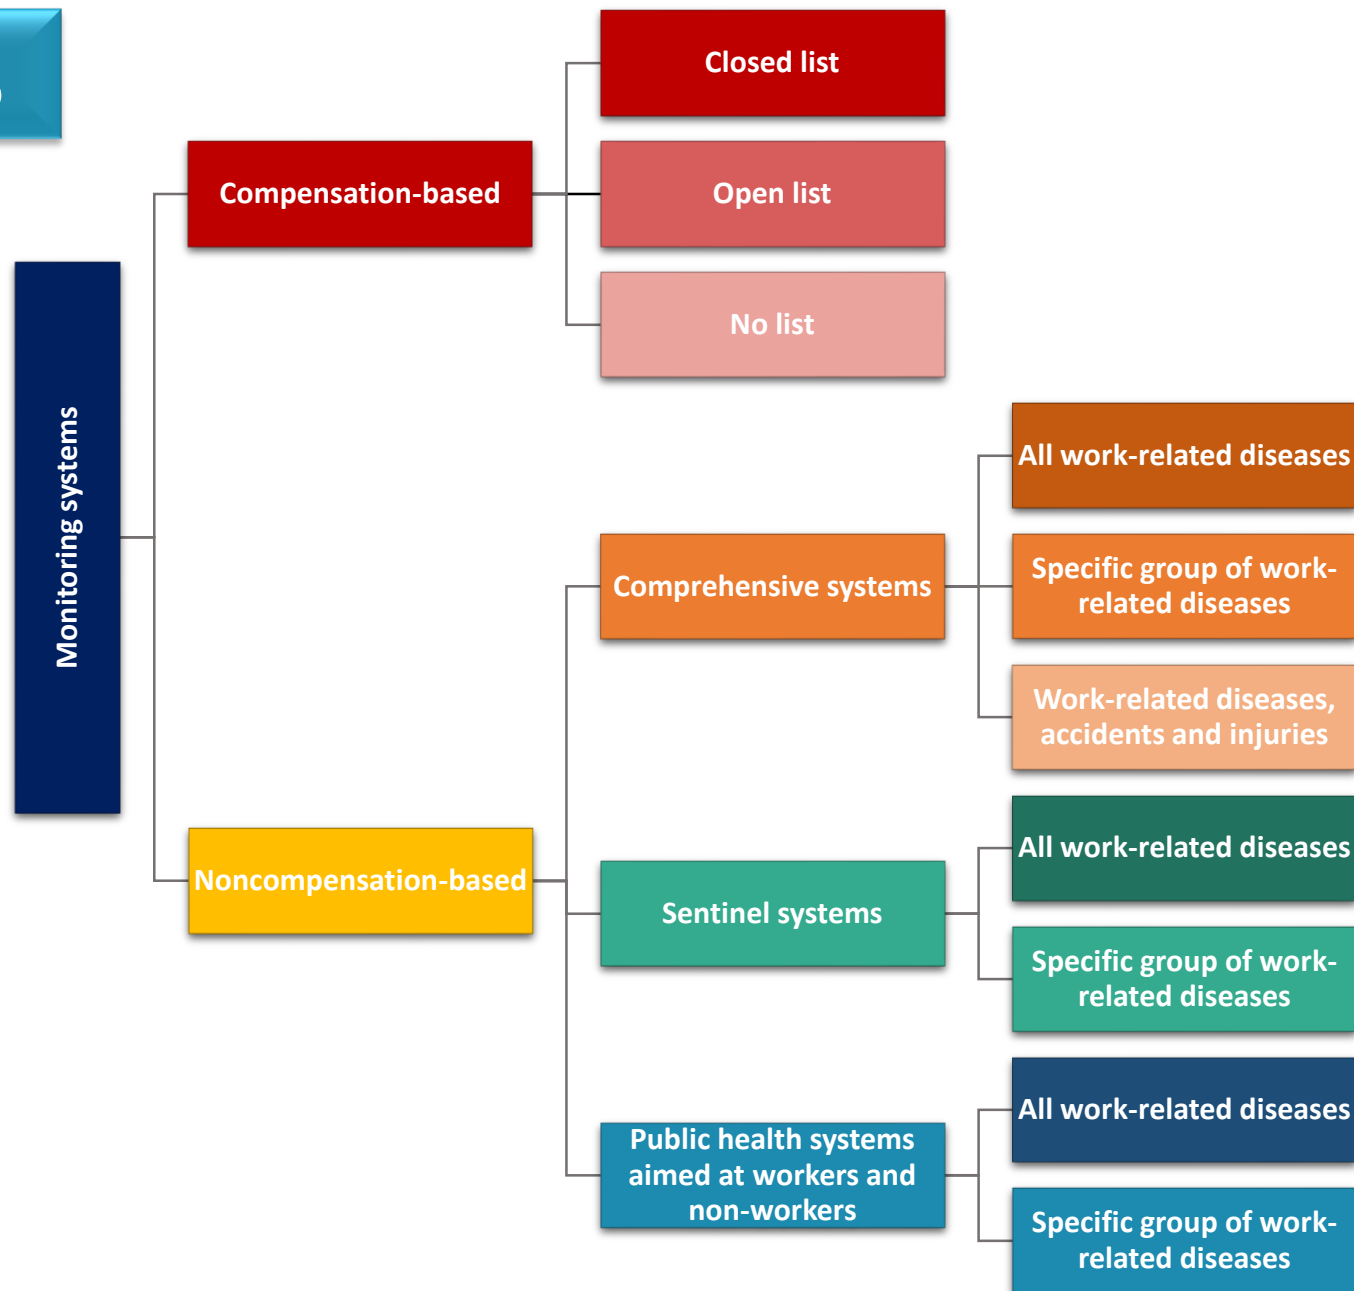 )
Closed list
Compensation-based
Open list
No list
Monitoring systems
All work-related diseases
Comprehensive systems
Specific group of work-
related diseases
Work-related diseases,
accidents and injuries
Noncompensation-based
All work-related diseases
Sentinel systems
Specific group of work-
related diseases
All work-related diseases
Public health systems
aimed at workers and
non-workers
Specific group of work-
related diseases